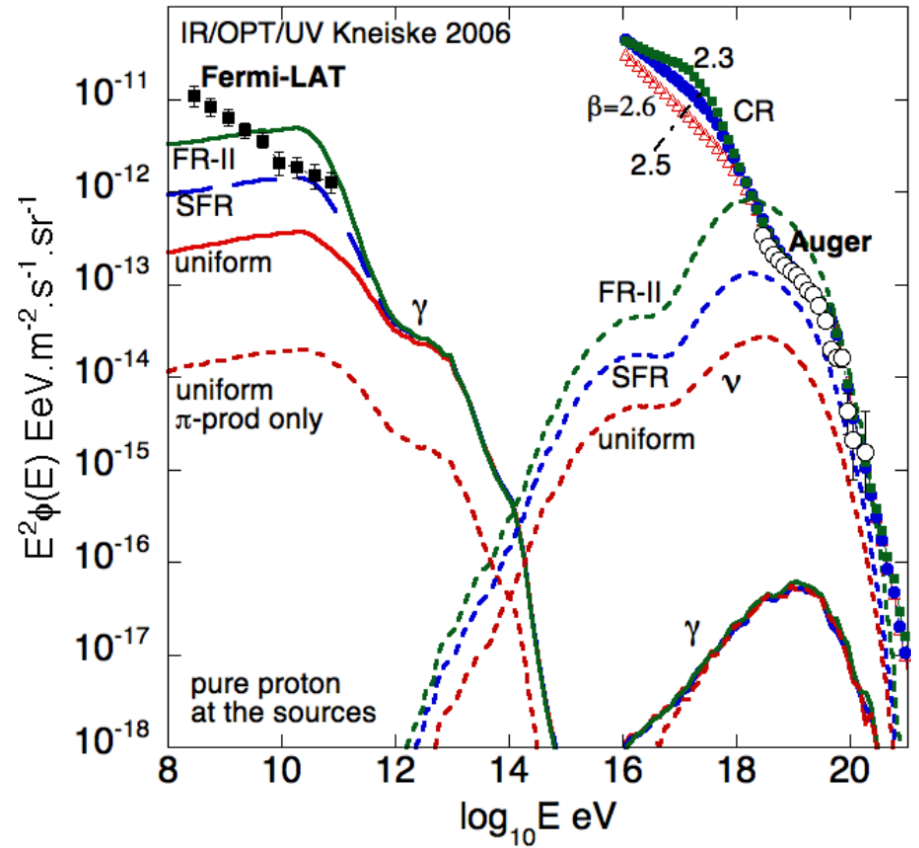 IR/OPT/UV Kneiske 2006
Fermi-LAT
FR-II
SFR
uniform
uniform
π-prod only
γ
pure proton
at the sources
2.3
CR
β=2.6
2.5
Auger
FR-II
SFR
ν
uniform
γ
E²ϕ(E) EeV.m⁻².s⁻¹.sr⁻¹
10⁻¹¹
10⁻¹²
10⁻¹³
10⁻¹⁴
10⁻¹⁵
10⁻¹⁶
10⁻¹⁷
10⁻¹⁸
8 10 12 14 16 18 20
log₁₀E eV